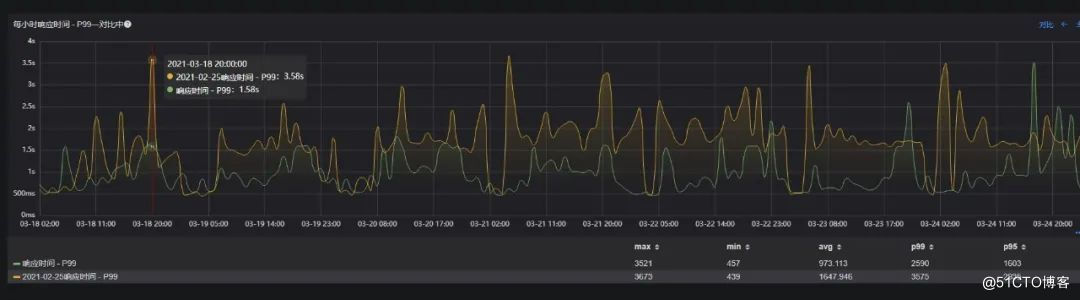 每小时响应时间 - P99—对比中
对比
4s
3.5s
3s
2.5s
2s
1.5s
1s
500ms
0ms
2021-03-18 20:00:00
2021-02-25响应时间 - P99: 3.58s
响应时间 - P99: 1.58s
03-18 02:00 03-18 11:00 03-18 20:00 03-19 05:00 03-19 14:00 03-19 23:00 03-20 08:00 03-20 17:00 03-21 02:00 03-21 11:00 03-21 20:00 03-22 05:00 03-22 14:00 03-22 23:00 03-23 08:00 03-23 17:00 03-24 02:00 03-24 11:00 03-24 20:00
max min avg p99 p95
响应时间 - P99 3521 457 973.113 2590 1603
2021-02-25响应时间 - P99 3673 439 1647.946 3575
@51CTO博客